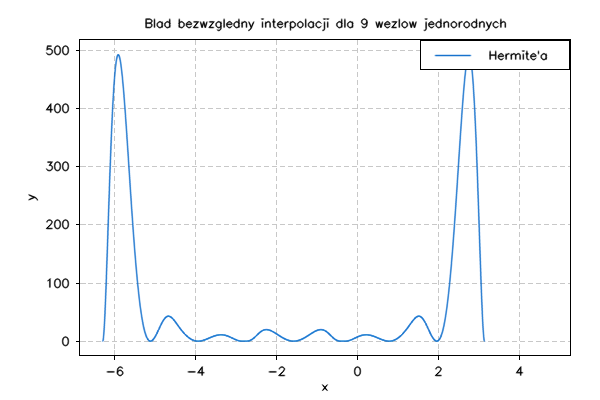 Blad bezwzgledny interpolacji dla 9 wezlow jednorodnych
500
400
300
200
100
0
y
Hermite'a
−6 −4 −2 0 2 4
x